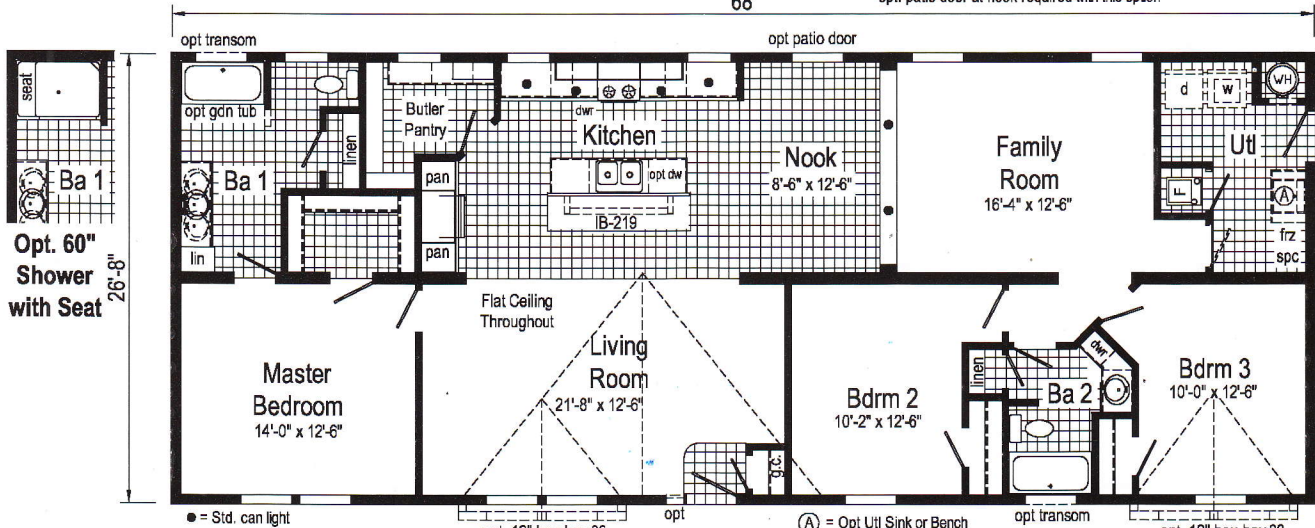 68'
opt transom
opt patio door
seat
Ba 1
Opt. 60"
Shower
with Seat
26'-8"
opt gdn tub
Ba 1
linen
lin
Butler
Pantry
pan
pan
dwr
Kitchen
opt dw
IB-219
Nook
8'-6" x 12'-6"
Family
Room
16'-4" x 12'-6"
d
w
WH
Utl
F
A
frz
spc
Flat Ceiling
Throughout
Master
Bedroom
14'-0" x 12'-6"
Living
Room
21'-8" x 12'-6"
g.c.
Bdrm 2
10'-2" x 12'-6"
linen
Ba 2
dwr
Bdrm 3
10'-0" x 12'-6"
● = Std. can light
opt
(A) = Opt Utl Sink or Bench
opt transom